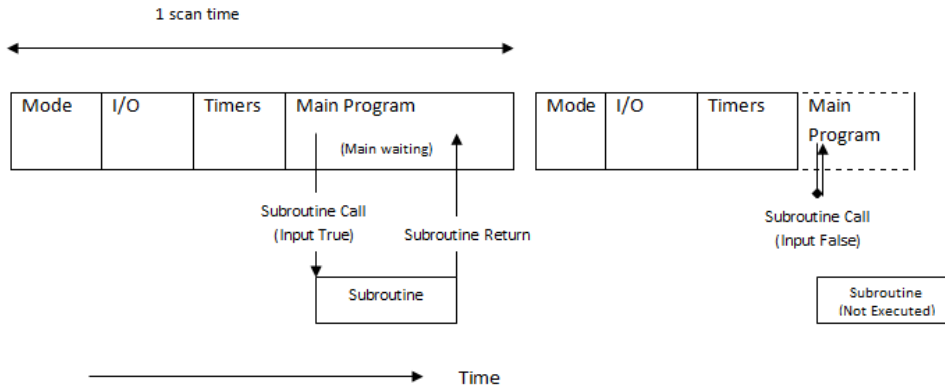 1 scan time
Mode
I/O
Timers
Main Program
(Main waiting)
Mode
I/O
Timers
Main
Program
Subroutine Call
(Input True)
Subroutine Return
Subroutine Call
(Input False)
Subroutine
Subroutine
(Not Executed)
Time